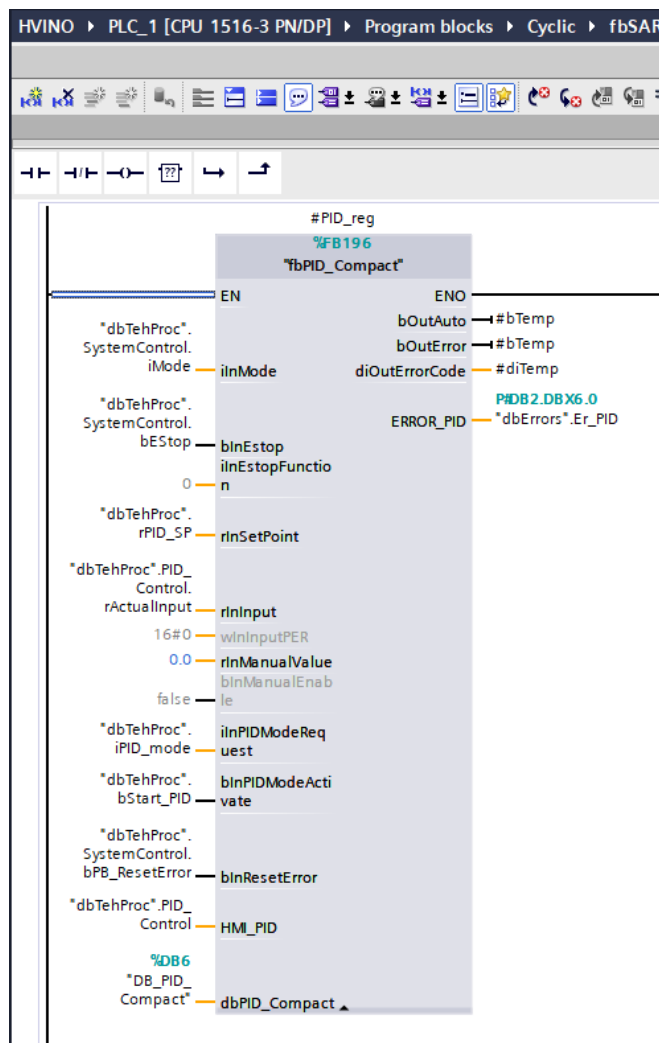 HVINO ▸ PLC_1 [CPU 1516-3 PN/DP] ▸ Program blocks ▸ Cyclic ▸ fbSAR
??
#PID_reg
%FB196
"fbPID_Compact"
EN
ENO
bOutAuto
#bTemp
"dbTehProc".
SystemControl.
iMode
iInMode
bOutError
#bTemp
diOutErrorCode
#diTemp
P#DB2.DBX6.0
ERROR_PID
"dbErrors".Er_PID
"dbTehProc".
SystemControl.
bEStop
bInEstop
0
iInEstopFunctio
n
"dbTehProc".
rPID_SP
rInSetPoint
"dbTehProc".PID_
Control.
rActualInput
rInInput
16#0
wInInputPER
0.0
rInManualValue
false
bInManualEnab
le
"dbTehProc".
iPID_mode
iInPIDModeReq
uest
"dbTehProc".
bStart_PID
bInPIDModeActi
vate
"dbTehProc".
SystemControl.
bPB_ResetError
bInResetError
"dbTehProc".PID_
Control
HMI_PID
%DB6
"DB_PID_
Compact"
dbPID_Compact